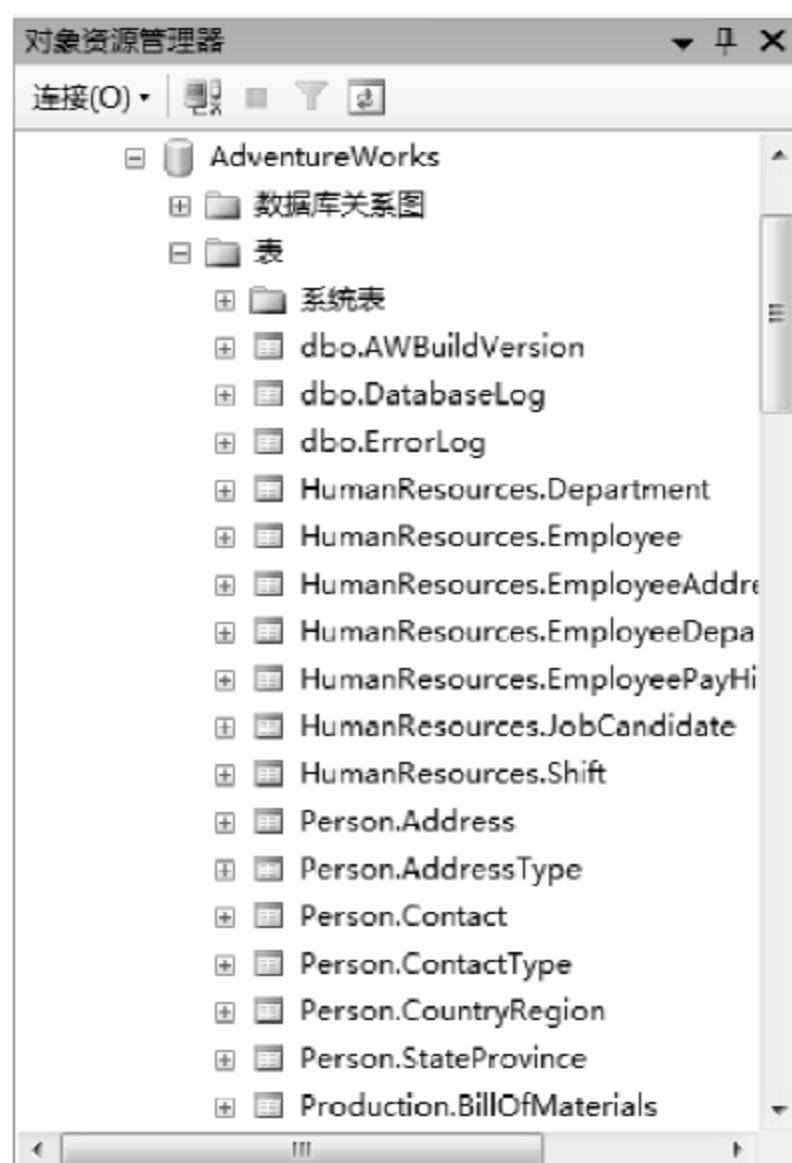 对象资源管理器
连接(O)
AdventureWorks
数据库关系图
表
系统表
dbo.AWBuildVersion
dbo.DatabaseLog
dbo.ErrorLog
HumanResources.Department
HumanResources.Employee
HumanResources.EmployeeAddre
HumanResources.EmployeeDepa
HumanResources.EmployeePayHi
HumanResources.JobCandidate
HumanResources.Shift
Person.Address
Person.AddressType
Person.Contact
Person.ContactType
Person.CountryRegion
Person.StateProvince
Production.BillOfMaterials